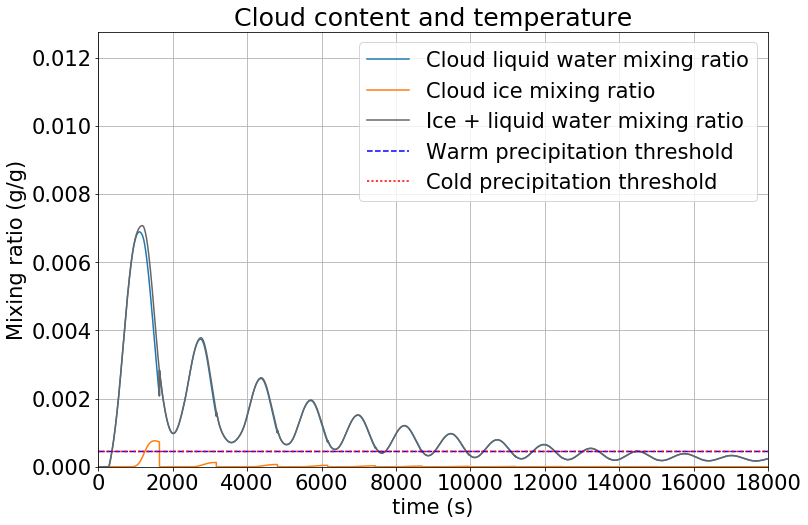 Cloud content and temperature
Cloud liquid water mixing ratio
Cloud ice mixing ratio
Ice + liquid water mixing ratio
Warm precipitation threshold
Cold precipitation threshold
Mixing ratio (g/g)
0.012
0.010
0.008
0.006
0.004
0.002
0.000
0 2000 4000 6000 8000 10000 12000 14000 16000 18000
time (s)